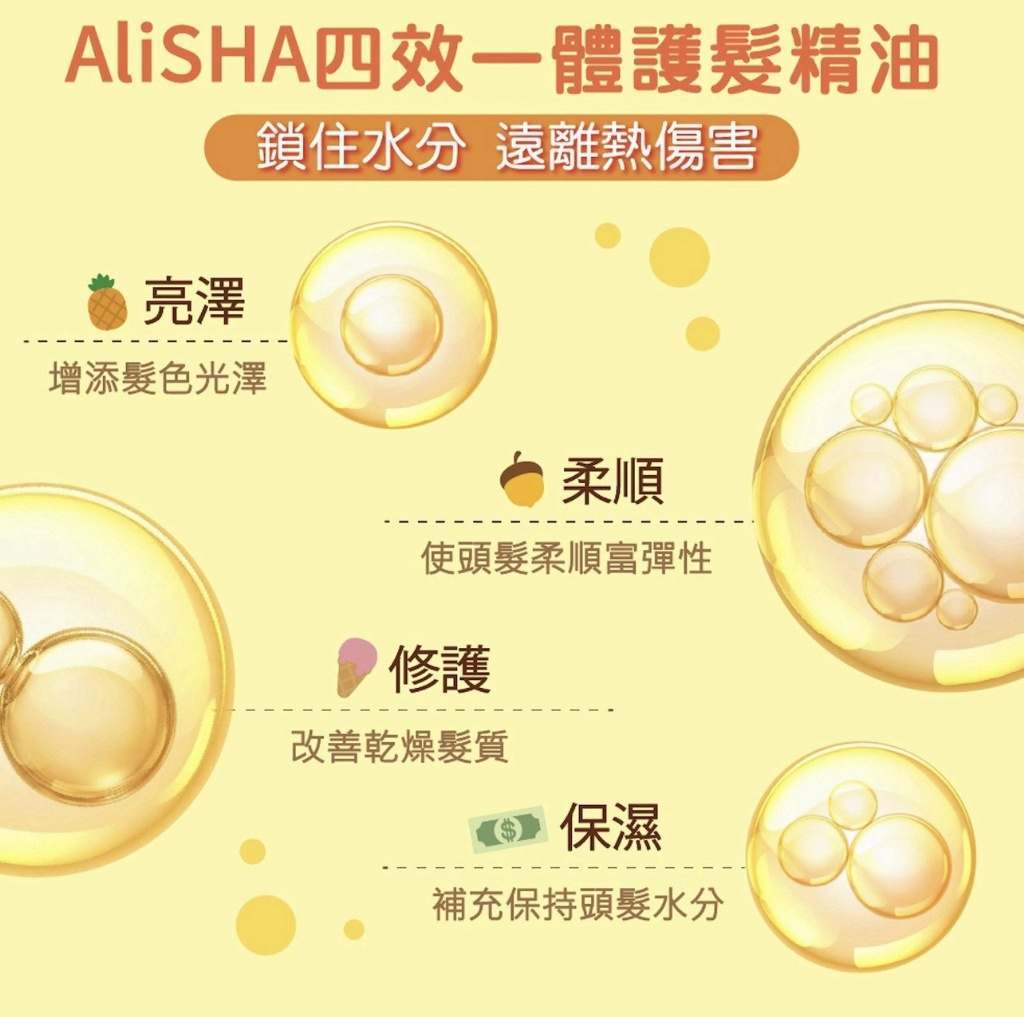 AliSHA四效一體護髮精油
鎖住水分 遠離熱傷害
亮澤
增添髮色光澤
柔順
使頭髮柔順富彈性
修護
改善乾燥髮質
$
保濕
補充保持頭髮水分